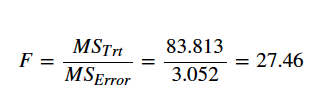 F = MS_Trt / MS_Error = 83.813 / 3.052 = 27.46